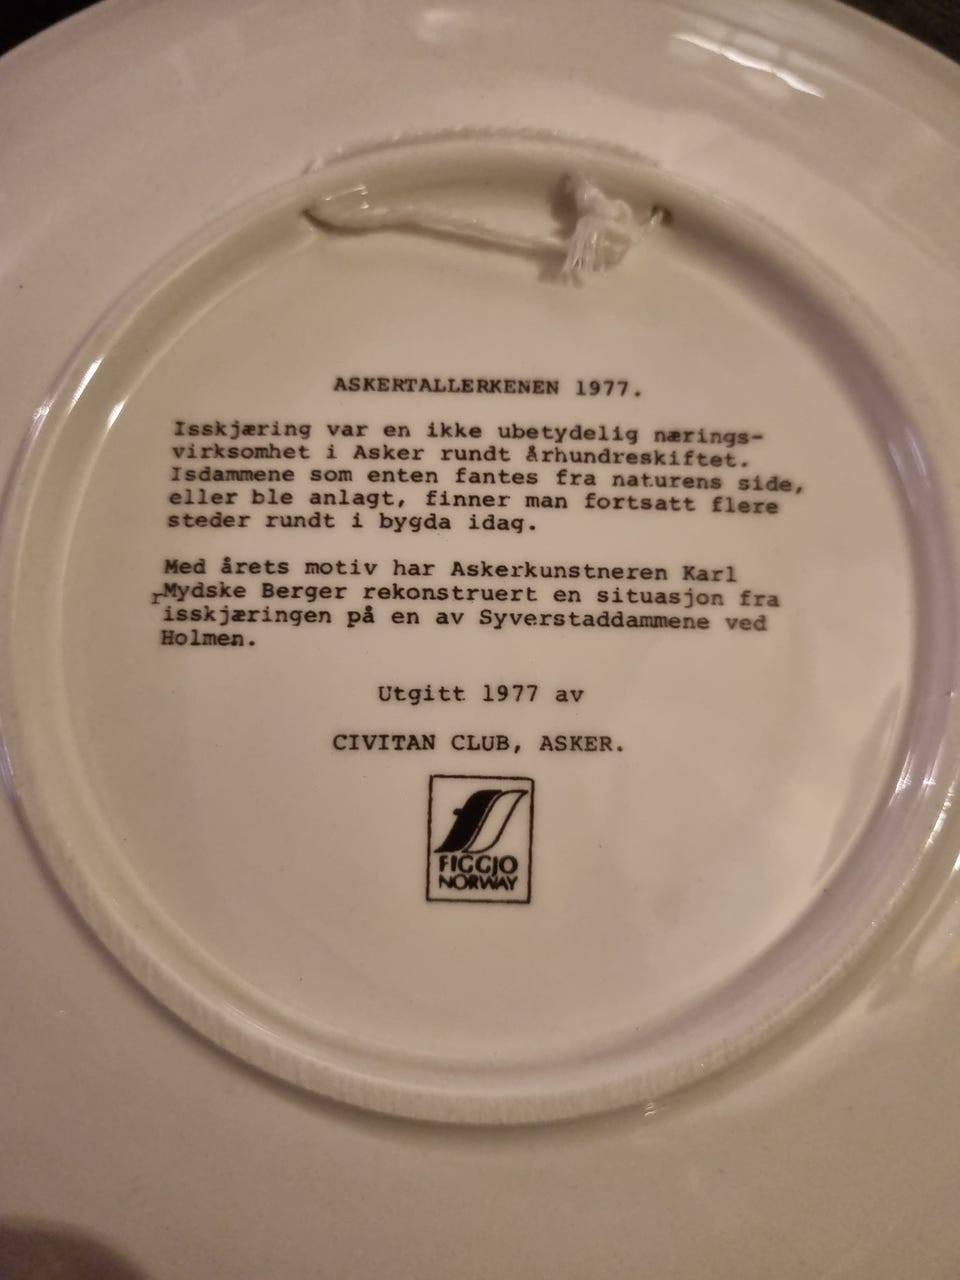 ASKERTALLERKENEN 1977.
Isskjæring var en ikke ubetydelig nærings-
virksomhet i Asker rundt århundreskiftet.
Isdammene som enten fantes fra naturens side,
eller ble anlagt, finner man fortsatt flere
steder rundt i bygda idag.
Med årets motiv har Askerkunstneren Karl
Mydske Berger rekonstruert en situasjon fra
isskjæringen på en av Syverstaddammene ved
Holmen.
Utgitt 1977 av
CIVITAN CLUB, ASKER.
FIGGJO
NORWAY